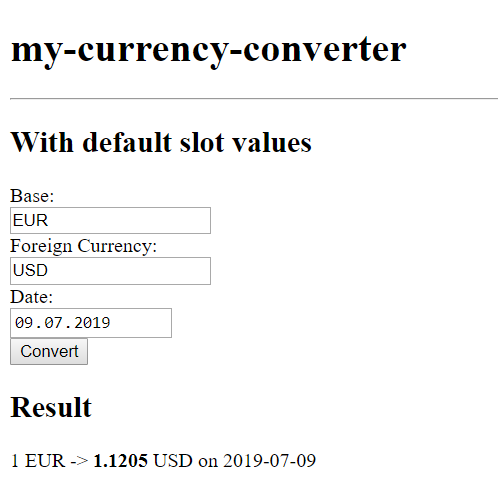 my-currency-converter
With default slot values
Base:
EUR
Foreign Currency:
USD
Date:
09.07.2019
Convert
Result
1 EUR -> 1.1205 USD on 2019-07-09